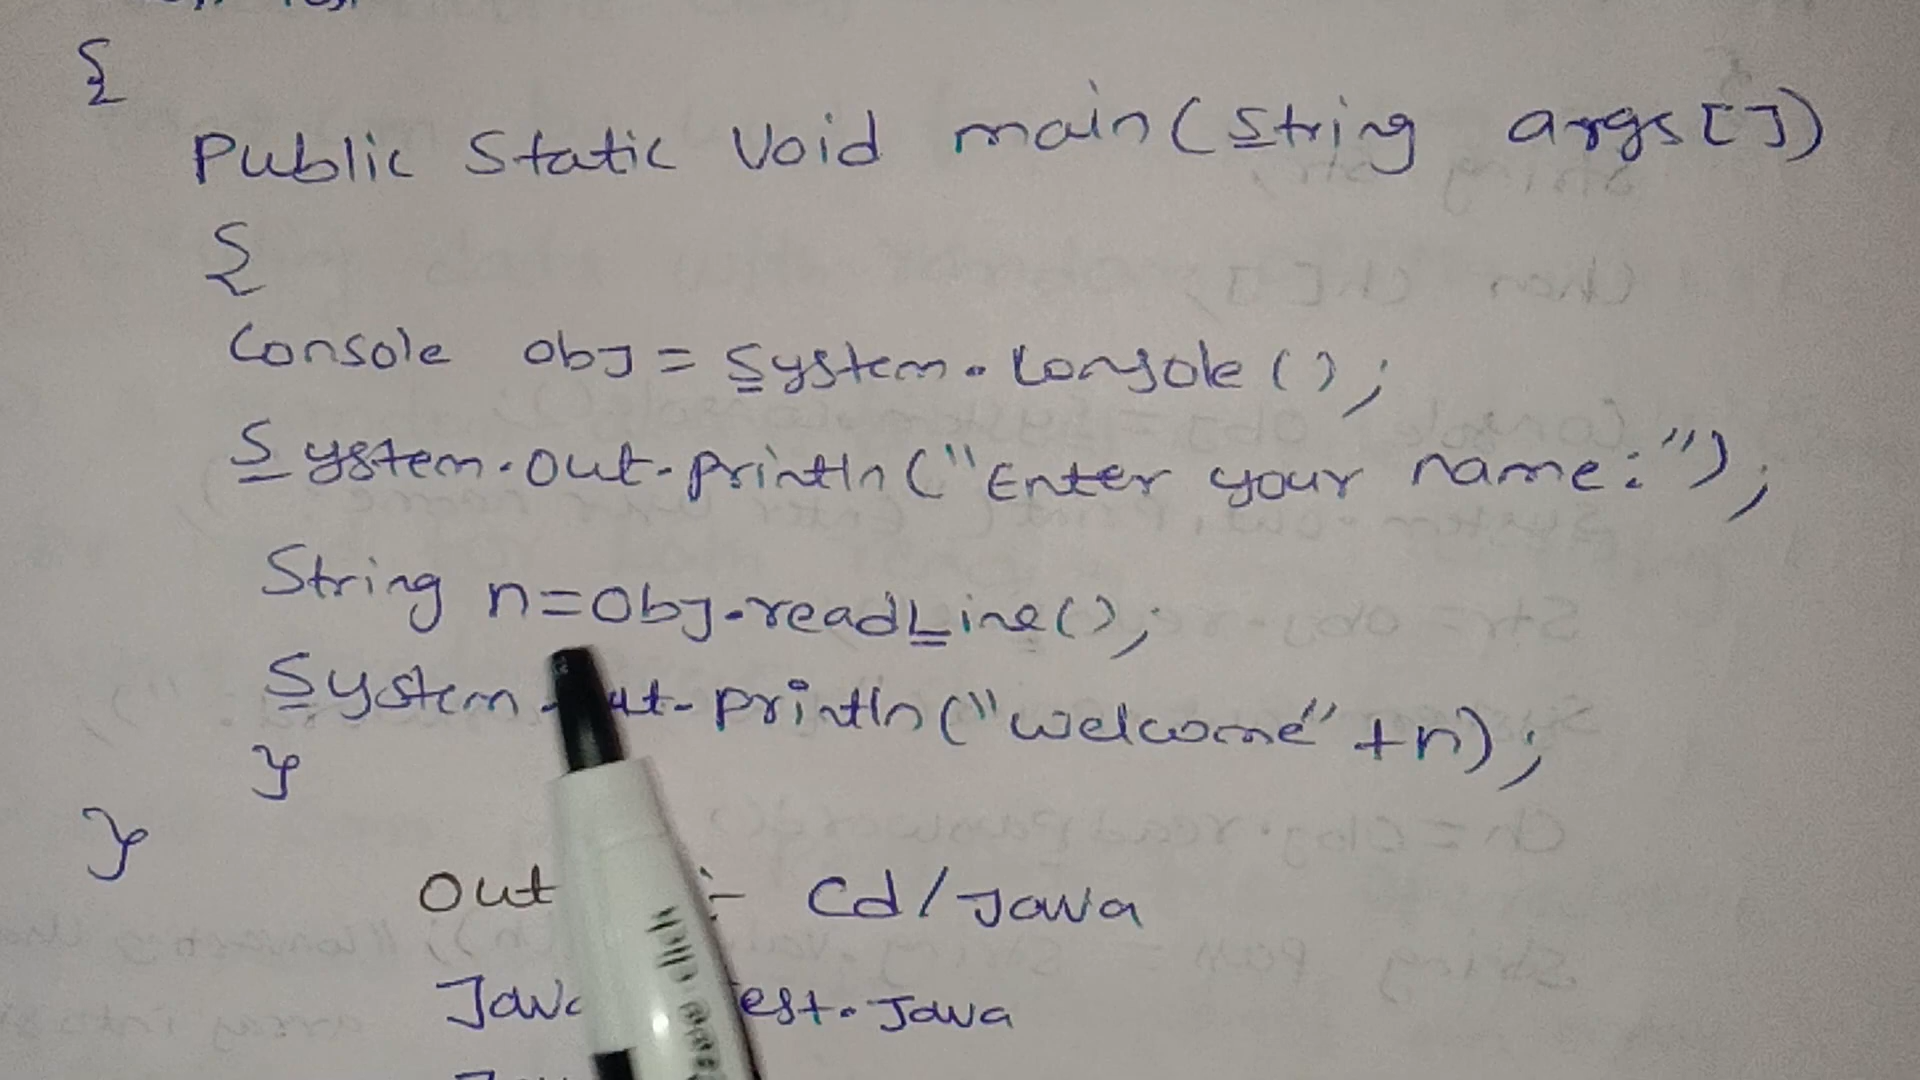 {
Public Static Void main(String args[])
{
Console obj = System.Console();
System.out.println("Enter your name:");
String n=obj.readLine();
System.out.println("welcome"+n);
}
}
Out :- Cd/Java
Java est.Java